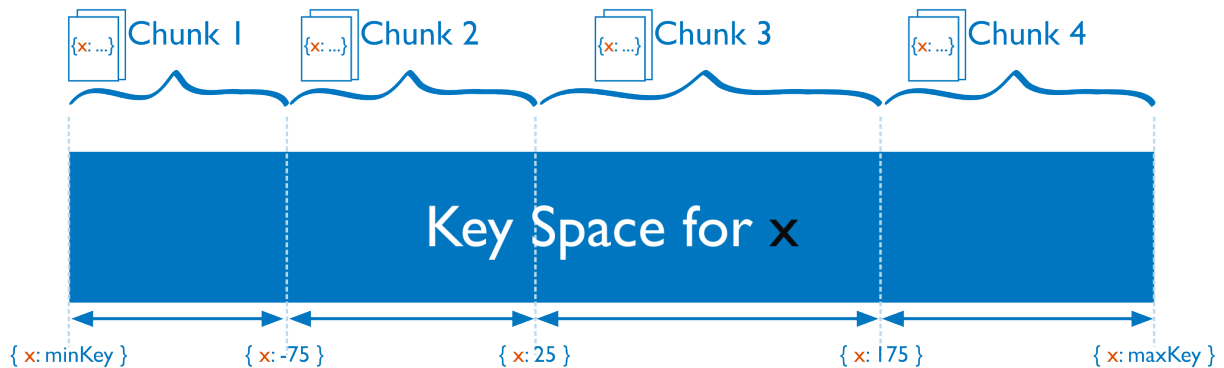 {x: ...} Chunk 1 {x: ...} Chunk 2 {x: ...} Chunk 3 {x: ...} Chunk 4
Key Space for x
{ x: minKey } { x: -75 } { x: 25 } { x: 175 } { x: maxKey }